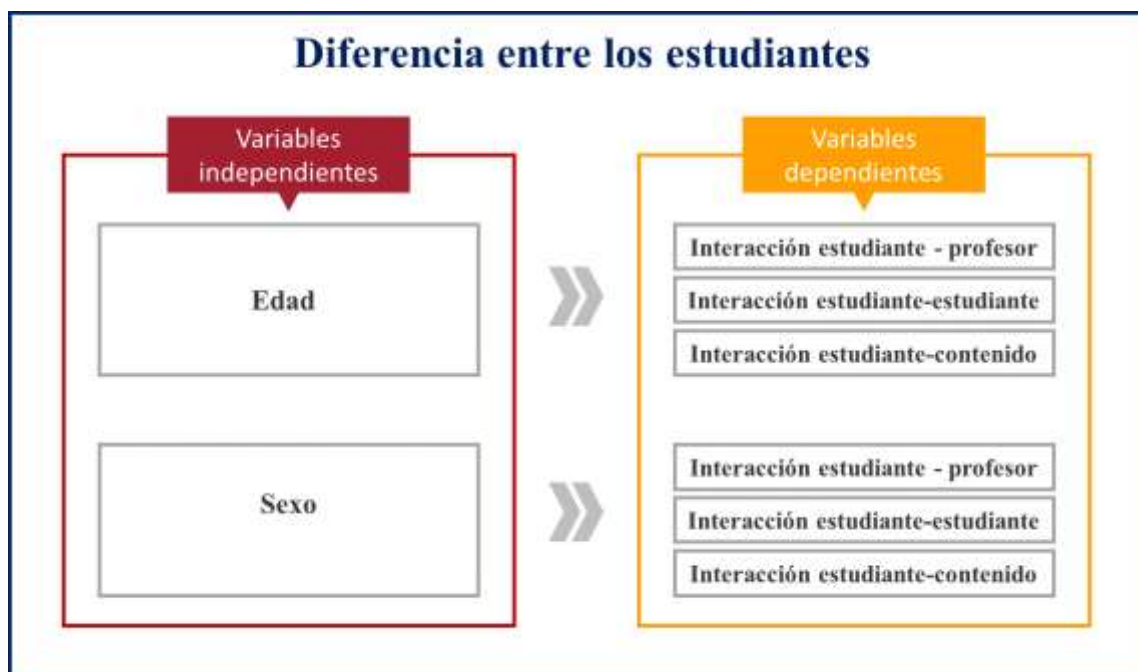 Diferencia entre los estudiantes
Variables
independientes
Variables
dependientes
Edad
Interacción estudiante - profesor
Interacción estudiante-estudiante
Interacción estudiante-contenido
Sexo
Interacción estudiante - profesor
Interacción estudiante-estudiante
Interacción estudiante-contenido